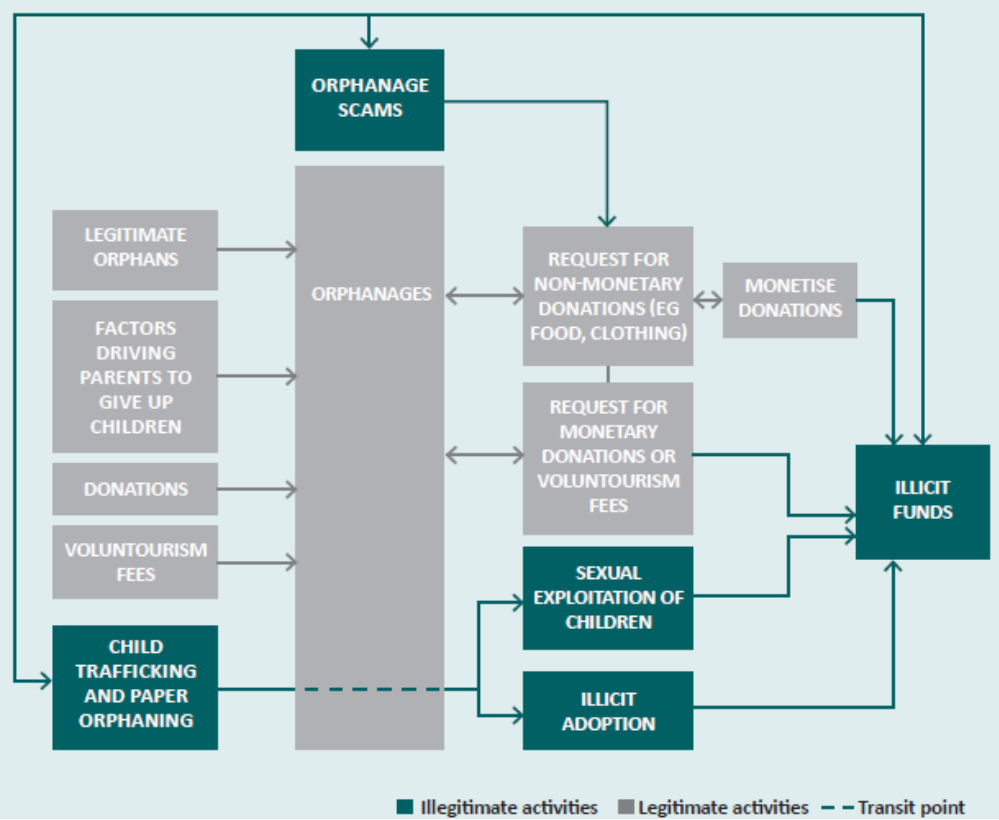 ORPHANAGE
SCAMS
LEGITIMATE
ORPHANS
FACTORS
DRIVING
PARENTS TO
GIVE UP
CHILDREN
DONATIONS
VOLUNTOURISM
FEES
CHILD
TRAFFICKING
AND PAPER
ORPHANING
ORPHANAGES
REQUEST FOR
NON-MONETARY
DONATIONS (EG
FOOD, CLOTHING)
MONETISE
DONATIONS
REQUEST FOR
MONETARY
DONATIONS OR
VOLUNTOURISM
FEES
SEXUAL
EXPLOITATION OF
CHILDREN
ILLICIT
ADOPTION
ILLICIT
FUNDS
Illegitimate activities Legitimate activities Transit point